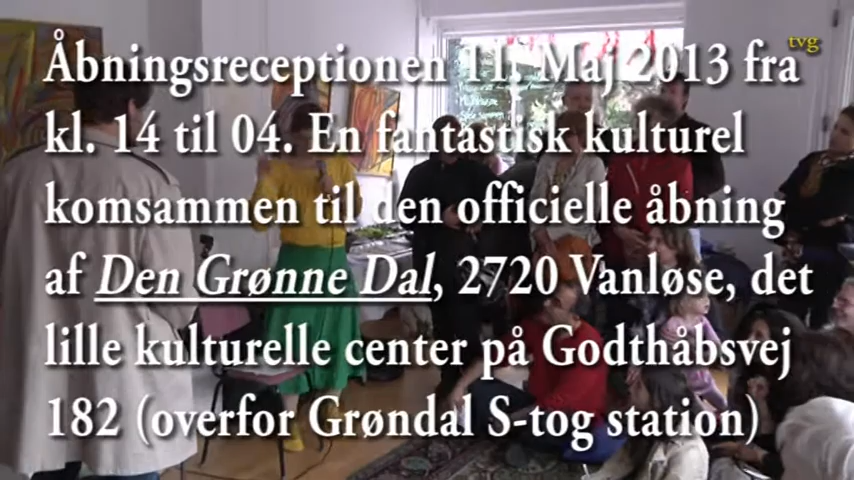 tvg
Åbningsreceptionen 11. Maj 2013 fra
kl. 14 til 04. En fantastisk kulturel
komsammen til den officielle åbning
af Den Grønne Dal, 2720 Vanløse, det
lille kulturelle center på Godthåbsvej
182 (overfor Grøndal S-tog station)